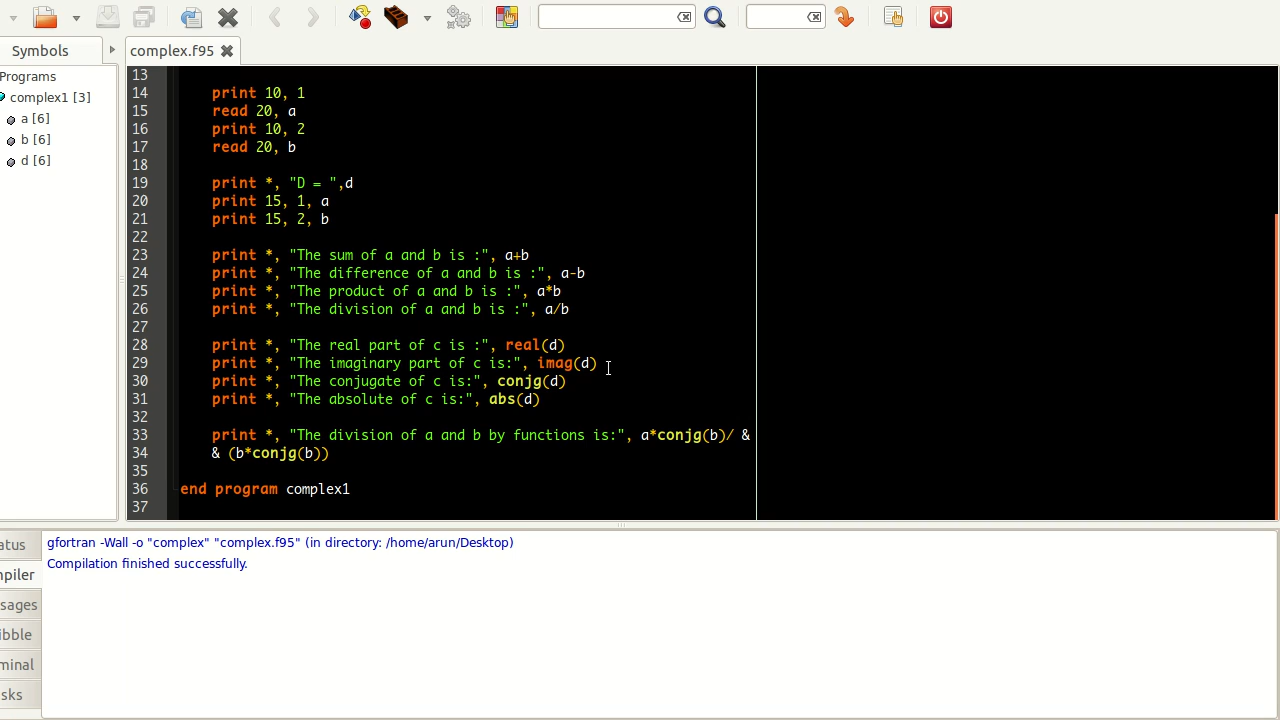 Symbols
complex.f95
Programs
complex1 [3]
a [6]
b [6]
d [6]
13
14 print 10, 1
15 read 20, a
16 print 10, 2
17 read 20, b
18
19 print *, "D = ",d
20 print 15, 1, a
21 print 15, 2, b
22
23 print *, "The sum of a and b is :", a+b
24 print *, "The difference of a and b is :", a-b
25 print *, "The product of a and b is :", a*b
26 print *, "The division of a and b is :", a/b
27
28 print *, "The real part of c is :", real(d)
29 print *, "The imaginary part of c is:", imag(d)
30 print *, "The conjugate of c is:", conjg(d)
31 print *, "The absolute of c is:", abs(d)
32
33 print *, "The division of a and b by functions is:", a*conjg(b)/ &
34 & (b*conjg(b))
35
36 end program complex1
37
atus
mpiler
sages
ibble
minal
sks
gfortran -Wall -o "complex" "complex.f95" (in directory: /home/arun/Desktop)
Compilation finished successfully.